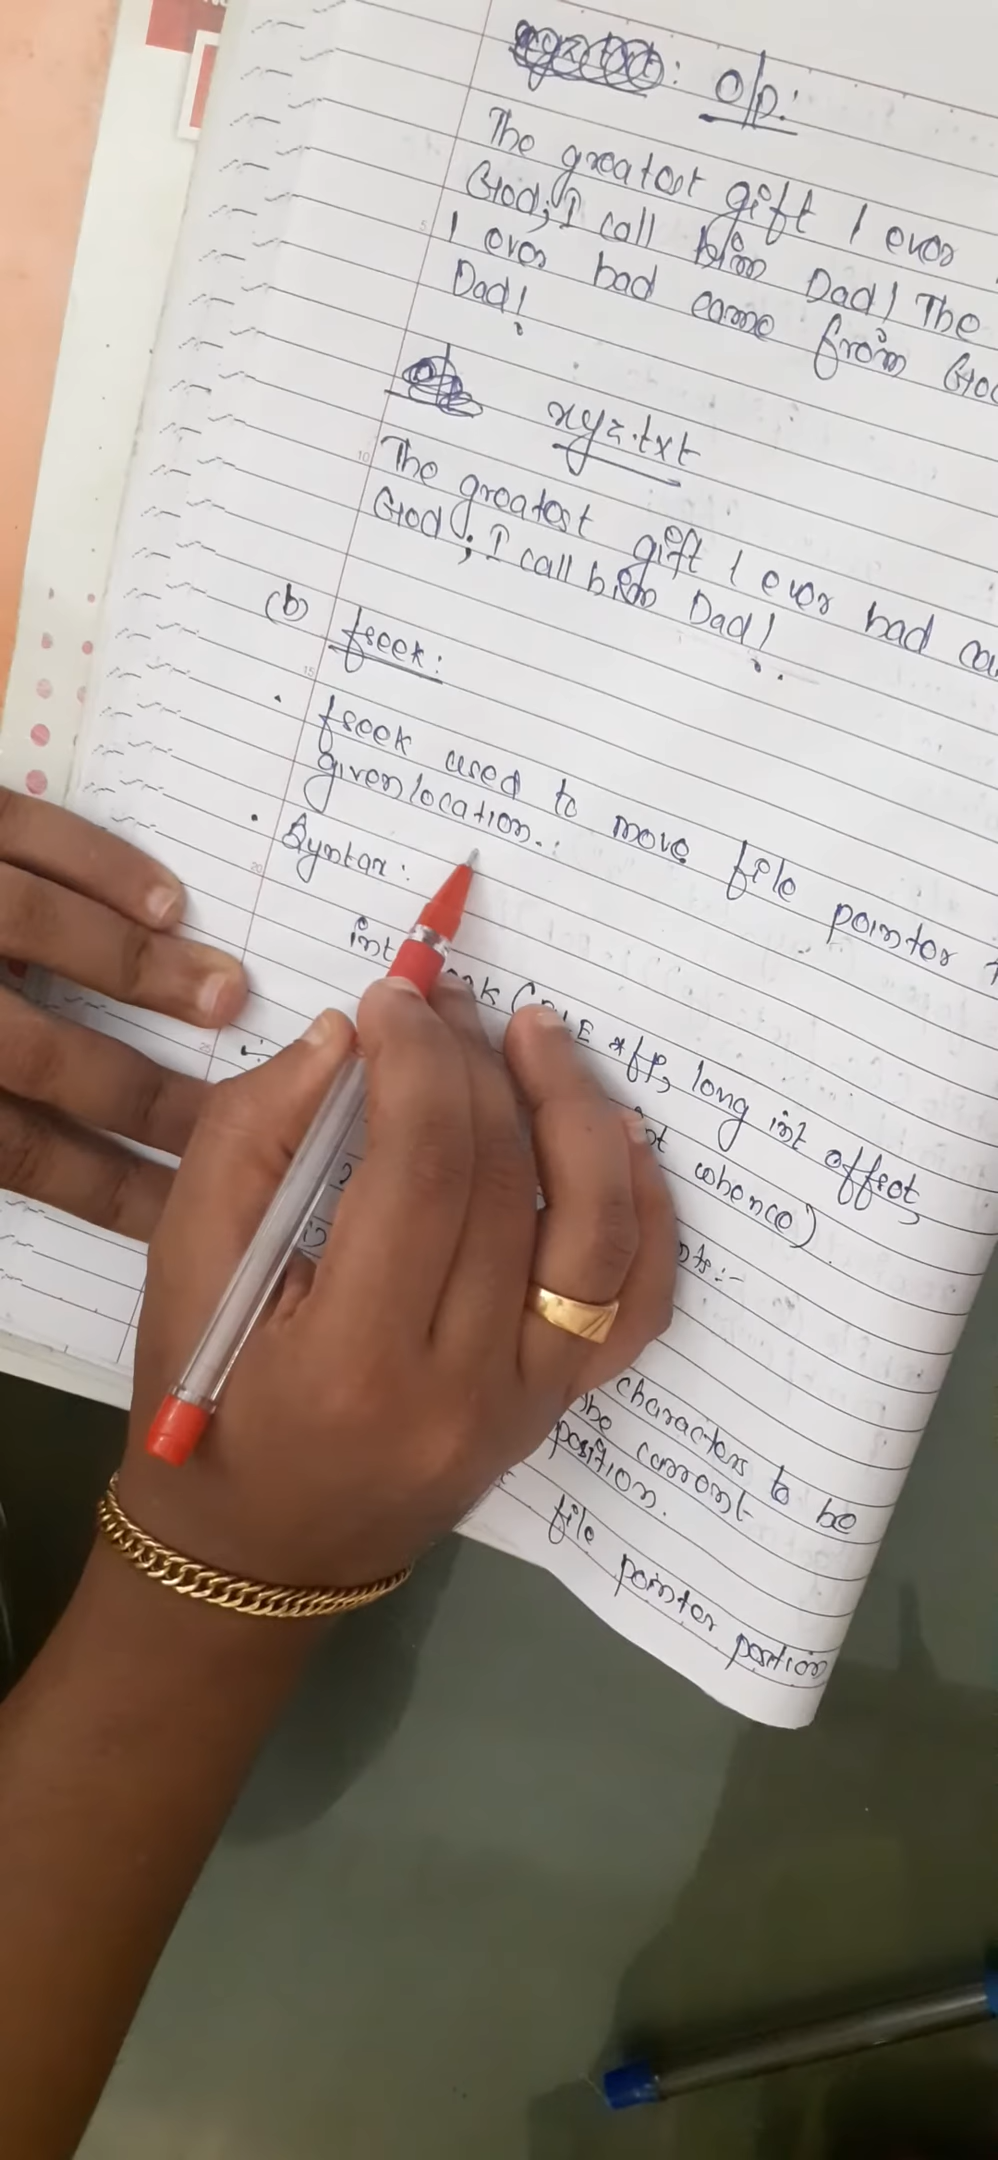 : o/p:
The greatest gift I ever
God; I call him Dad! The
I ever had came from God
Dad!
xyz.txt
The greatest gift I ever had
God; I call him Dad!
(b) fseek:
• fseek used to move file pointer
given location.:
• Syntax:
int (FILE *fp, long int offset,
whence)
characters to be
the current
position.
file pointer position